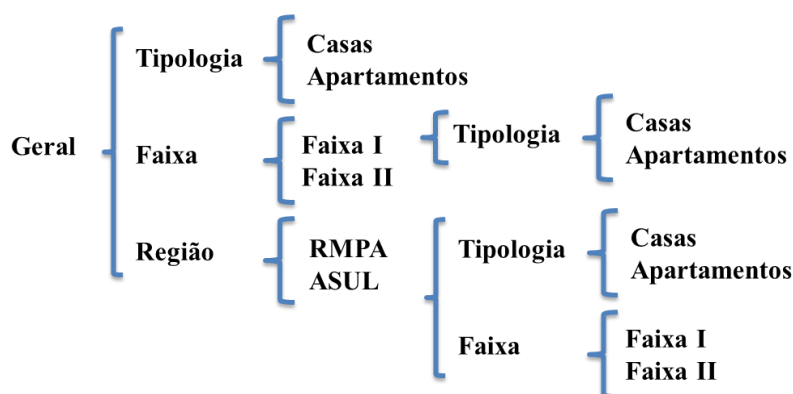 Geral
Tipologia
Casas
Apartamentos
Faixa
Faixa I
Faixa II
Tipologia
Casas
Apartamentos
Região
RMPA
ASUL
Tipologia
Casas
Apartamentos
Faixa
Faixa I
Faixa II